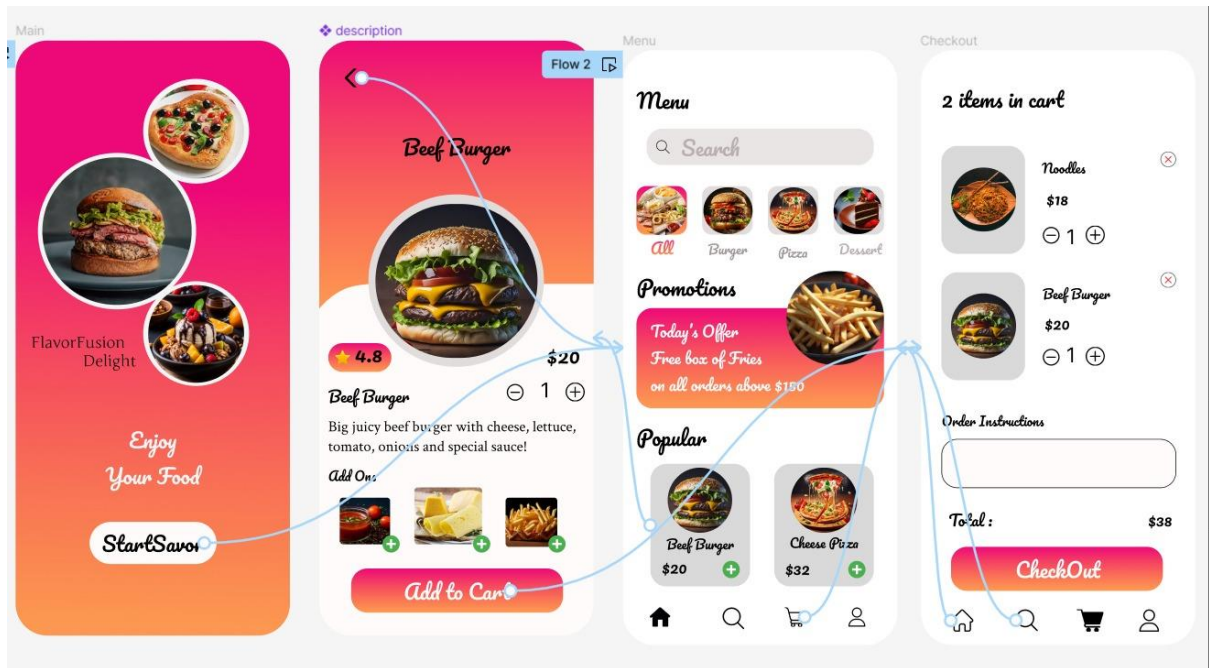 Main
FlavorFusion
Delight
Enjoy
Your Food
StartSavor
description
Flow 2
Beef Burger
4.8
$20
Beef Burger
1
Big juicy beef burger with cheese, lettuce,
tomato, onions and special sauce!
Add Ons
Add to Cart
Menu
Menu
Search
All
Burger
Pizza
Dessert
Promotions
Today's Offer
Free box of Fries
on all orders above $150
Popular
Beef Burger
$20
Cheese Pizza
$32
Checkout
2 items in cart
Noodles
$18
1
Beef Burger
$20
1
Order Instructions
Total :
$38
CheckOut